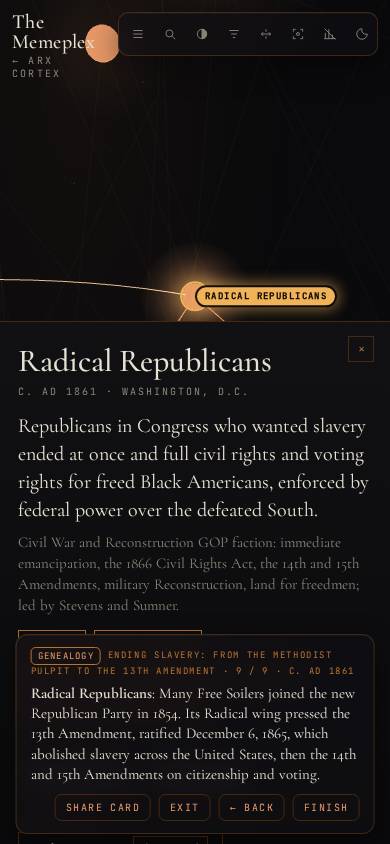 The
Memeplex
← ARX
CORTEX
RADICAL REPUBLICANS
×
Radical Republicans
C. AD 1861 · WASHINGTON, D.C.
Republicans in Congress who wanted slavery
ended at once and full civil rights and voting
rights for freed Black Americans, enforced by
federal power over the defeated South.
Civil War and Reconstruction GOP faction: immediate
emancipation, the 1866 Civil Rights Act, the 14th and 15th
Amendments, military Reconstruction, land for freedmen;
led by Stevens and Sumner.
GENEALOGY ENDING SLAVERY: FROM THE METHODIST
PULPIT TO THE 13TH AMENDMENT · 9 / 9 · C. AD 1861
Radical Republicans: Many Free Soilers joined the new
Republican Party in 1854. Its Radical wing pressed the
13th Amendment, ratified December 6, 1865, which
abolished slavery across the United States, then the 14th
and 15th Amendments on citizenship and voting.
SHARE CARD EXIT ← BACK FINISH